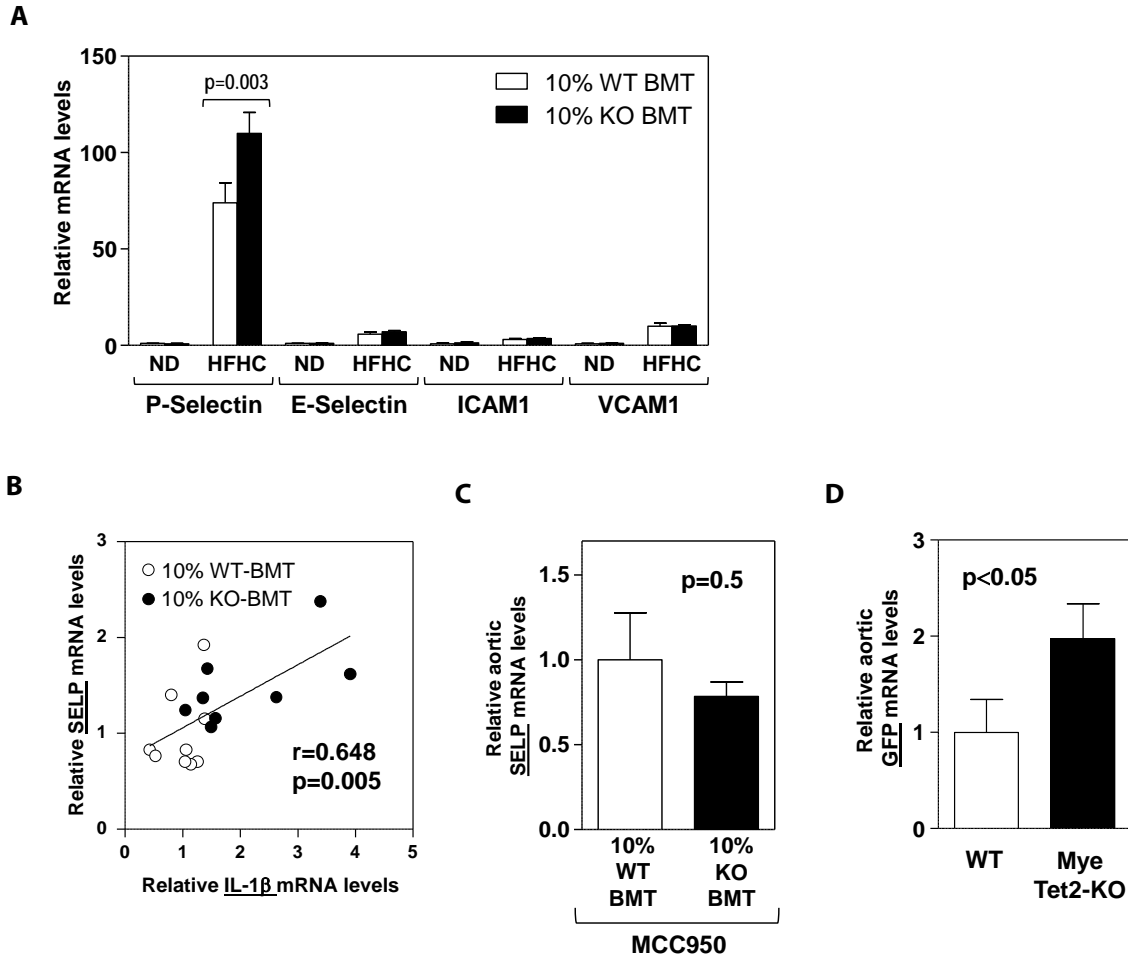 A
Relative mRNA levels
150
100
50
0
p=0.003
10% WT BMT
10% KO BMT
ND HFHC ND HFHC ND HFHC ND HFHC
P-Selectin E-Selectin ICAM1 VCAM1
B
Relative SELP mRNA levels
3
2
1
0
10% WT-BMT
10% KO-BMT
r=0.648
p=0.005
0 1 2 3 4 5
Relative IL-1β mRNA levels
C
Relative aortic
SELP mRNA levels
1.5
1.0
0.5
0.0
p=0.5
10% 10%
WT KO
BMT BMT
MCC950
D
Relative aortic
GFP mRNA levels
3
2
1
0
p<0.05
WT Mye
Tet2-KO